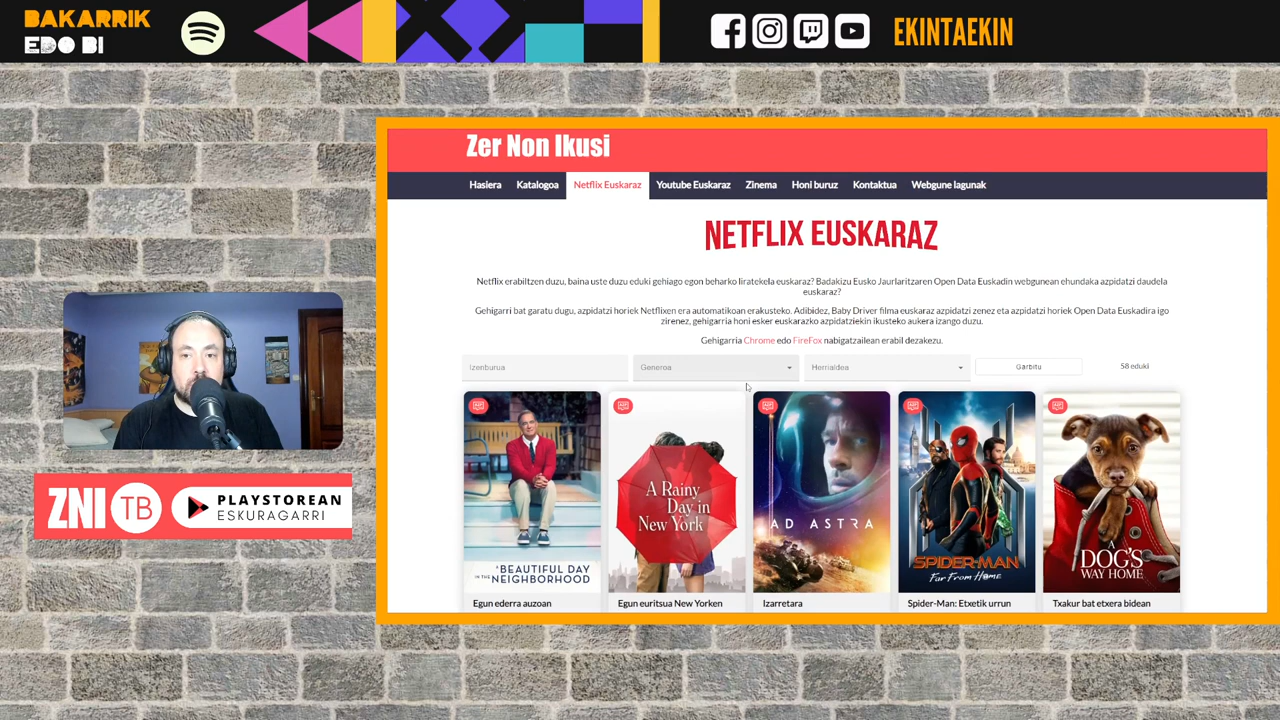 BAKARRIK
EDO BI
EKINTAEKIN
Zer Non Ikusi
Hasiera Katalogoa Netflix Euskaraz Youtube Euskaraz Zinema Honi buruz Kontaktua Webgune lagunak
NETFLIX EUSKARAZ
Netflix erabiltzen duzu, baina uste duzu eduki gehiago egon beharko liratekela euskaraz? Badakizu Eusko Jaurlaritzaren Open Data Euskadin webgunean ehundaka azpidatzi daudela
euskaraz?
Gehigarri bat garatu dugu, azpidatzi horiek Netflixen era automatikoan erakusteko. Adibidez, Baby Driver filma euskaraz azpidatzi zenez eta azpidatzi horiek Open Data Euskadira igo
zirenez, gehigarria honi esker euskarazko azpidatziekin ikusteko aukera izango duzu.
Gehigarria Chrome edo FireFox nabigatzailean erabil dezakezu.
Izenburua Generoa Herrialdea Garbitu 58 eduki
A BEAUTIFUL DAY
IN THE NEIGHBORHOOD
A Rainy
Day in
New York
AD ASTRA
SPIDER-MAN
Far From Home
A
DOG'S
WAY HOME
Egun ederra auzoan Egun euritsua New Yorken Izarretara Spider-Man: Etxetik urrun Txakur bat etxera bidean
ZNI TB PLAYSTOREAN
ESKURAGARRI